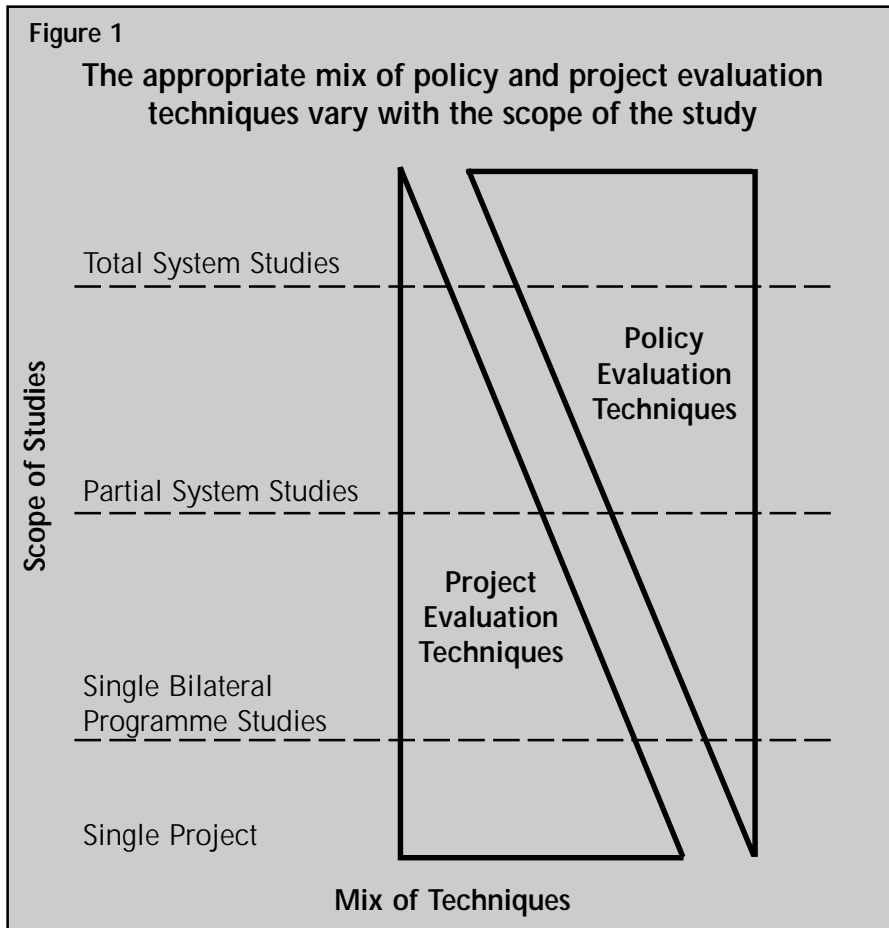 Figure 1
The appropriate mix of policy and project evaluation
techniques vary with the scope of the study
Total System Studies
Policy
Evaluation
Techniques
Scope of Studies
Partial System Studies
Project
Evaluation
Techniques
Single Bilateral
Programme Studies
Single Project
Mix of Techniques